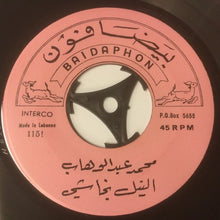 بيضافون
BAIDAPHON
INTERCO
Made in Lebanon
1151
P.O.Box 5655
45 RPM
محمد عبد الوهاب
النيل نجاشي